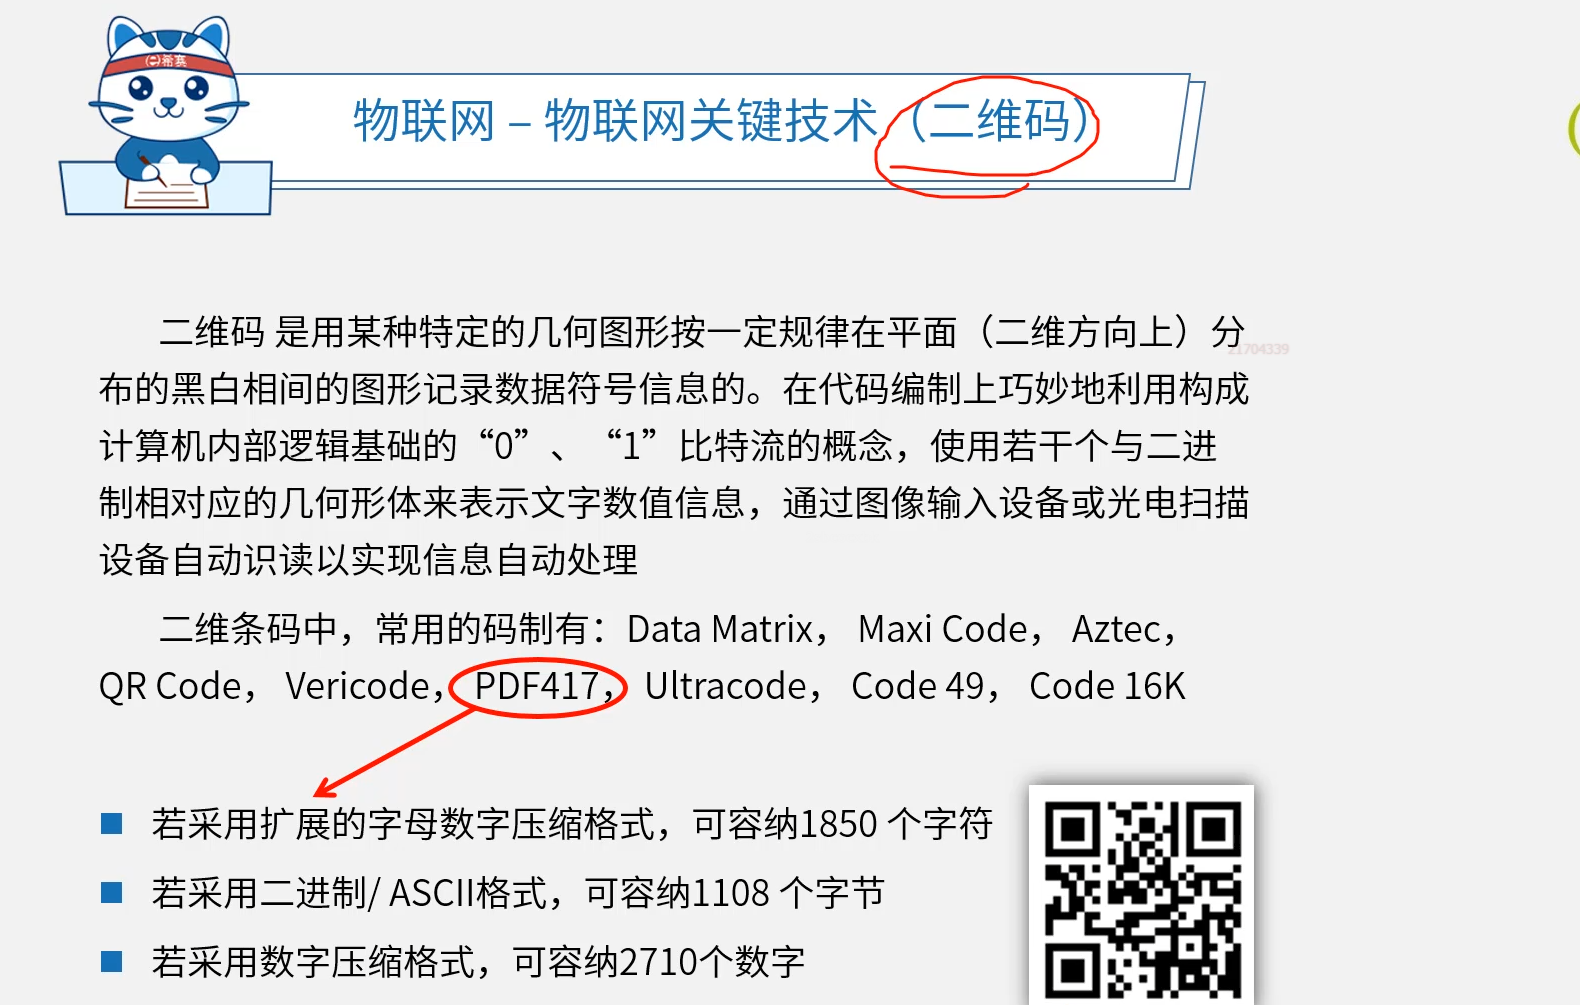 希赛
物联网 – 物联网关键技术（二维码）
二维码 是用某种特定的几何图形按一定规律在平面（二维方向上）分
21704339
布的黑白相间的图形记录数据符号信息的。在代码编制上巧妙地利用构成
计算机内部逻辑基础的“0”、“1”比特流的概念，使用若干个与二进
制相对应的几何形体来表示文字数值信息，通过图像输入设备或光电扫描
设备自动识读以实现信息自动处理
二维条码中，常用的码制有：Data Matrix， Maxi Code， Aztec，
QR Code， Vericode， PDF417， Ultracode， Code 49， Code 16K
若采用扩展的字母数字压缩格式，可容纳1850 个字符
若采用二进制/ ASCII格式，可容纳1108 个字节
若采用数字压缩格式，可容纳2710个数字